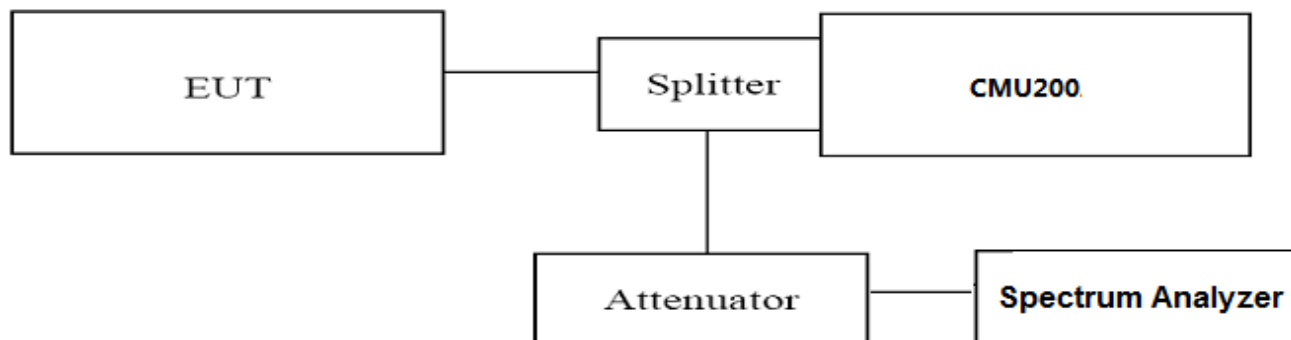 EUT
Splitter
CMU200
Attenuator
Spectrum Analyzer